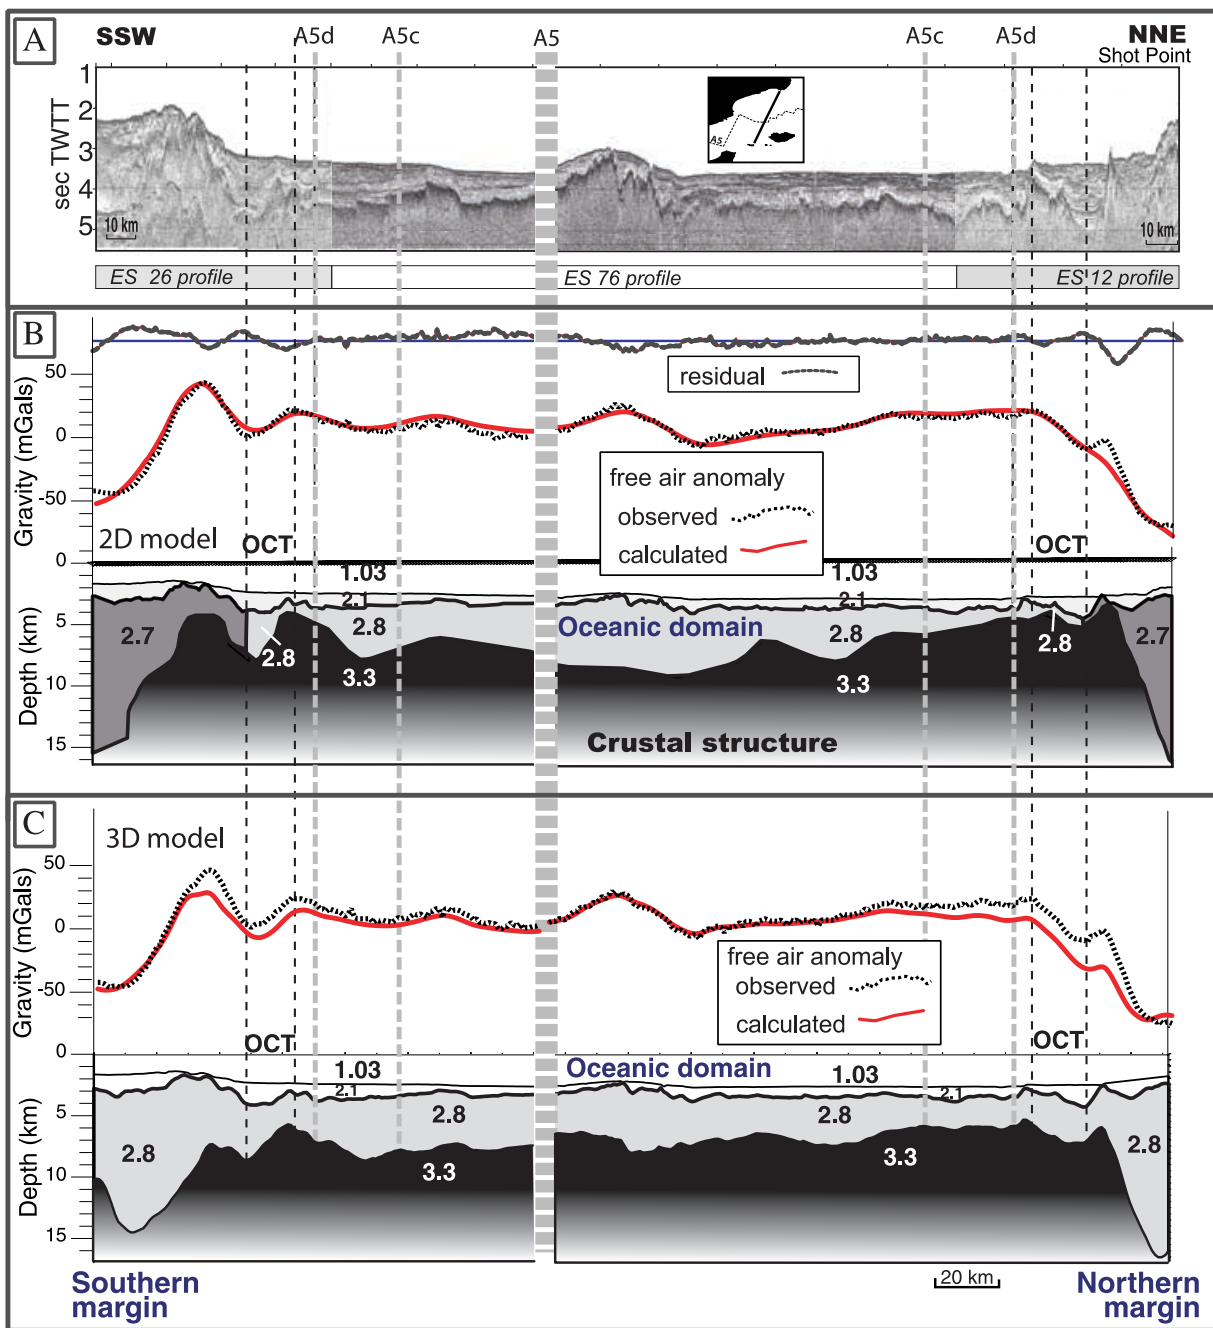 A
SSW
A5d
A5c
A5
A5c
A5d
NNE
Shot Point
1
2
3
4
5
sec TWTT
A5
10 km
10 km
ES 26 profile
ES 76 profile
ES 12 profile
B
residual
50
0
-50
Gravity (mGals)
free air anomaly
observed
calculated
2D model
OCT
OCT
0
5
10
15
Depth (km)
1.03
1.03
2.1
2.1
2.7
2.8
2.8
Oceanic domain
2.8
2.8
2.7
3.3
3.3
Crustal structure
C
3D model
50
0
-50
Gravity (mGals)
free air anomaly
observed
calculated
OCT
OCT
0
5
10
15
Depth (km)
Oceanic domain
1.03
1.03
2.1
2.1
2.8
2.8
2.8
2.8
3.3
3.3
Southern
margin
20 km
Northern
margin